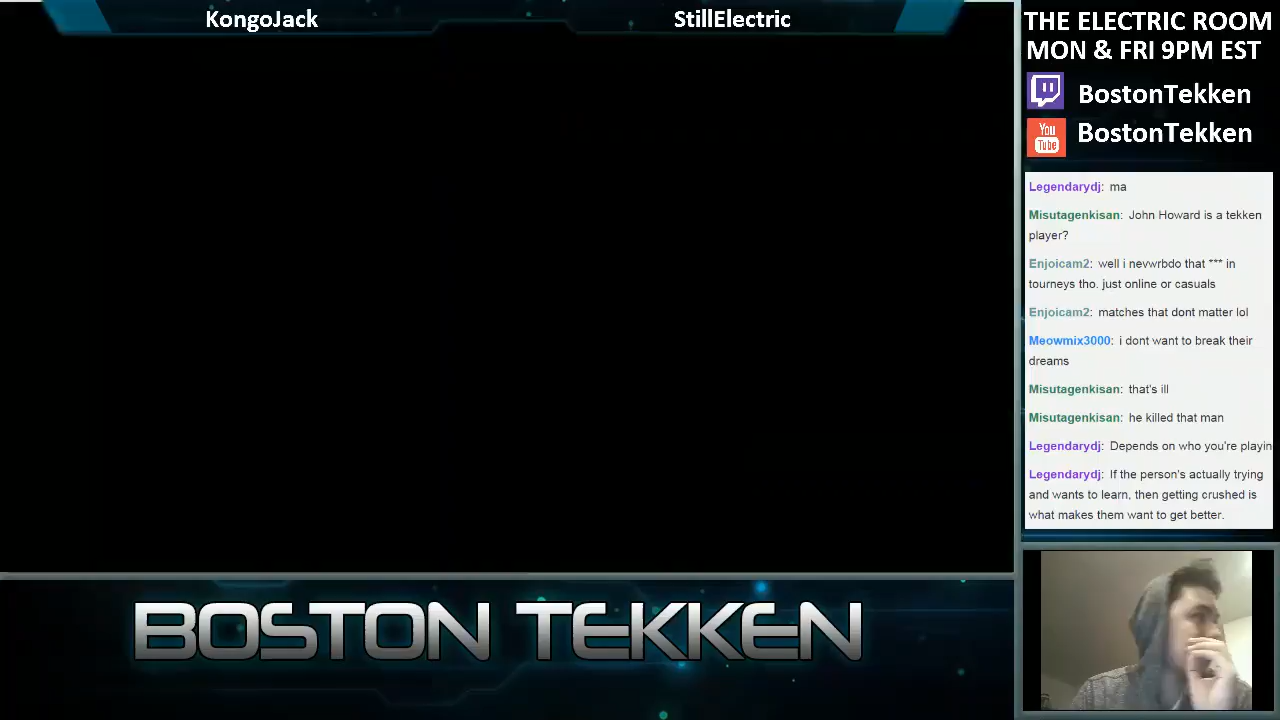 KongoJack
StillElectric
THE ELECTRIC ROOM
MON & FRI 9PM EST
BostonTekken
You
Tube
BostonTekken
Legendarydj: ma
Misutagenkisan: John Howard is a tekken
player?
Enjoicam2: well i nevwrbdo that *** in
tourneys tho. just online or casuals
Enjoicam2: matches that dont matter lol
Meowmix3000: i dont want to break their
dreams
Misutagenkisan: that's ill
Misutagenkisan: he killed that man
Legendarydj: Depends on who you're playin
Legendarydj: If the person's actually trying
and wants to learn, then getting crushed is
what makes them want to get better.
BOSTON TEKKEN